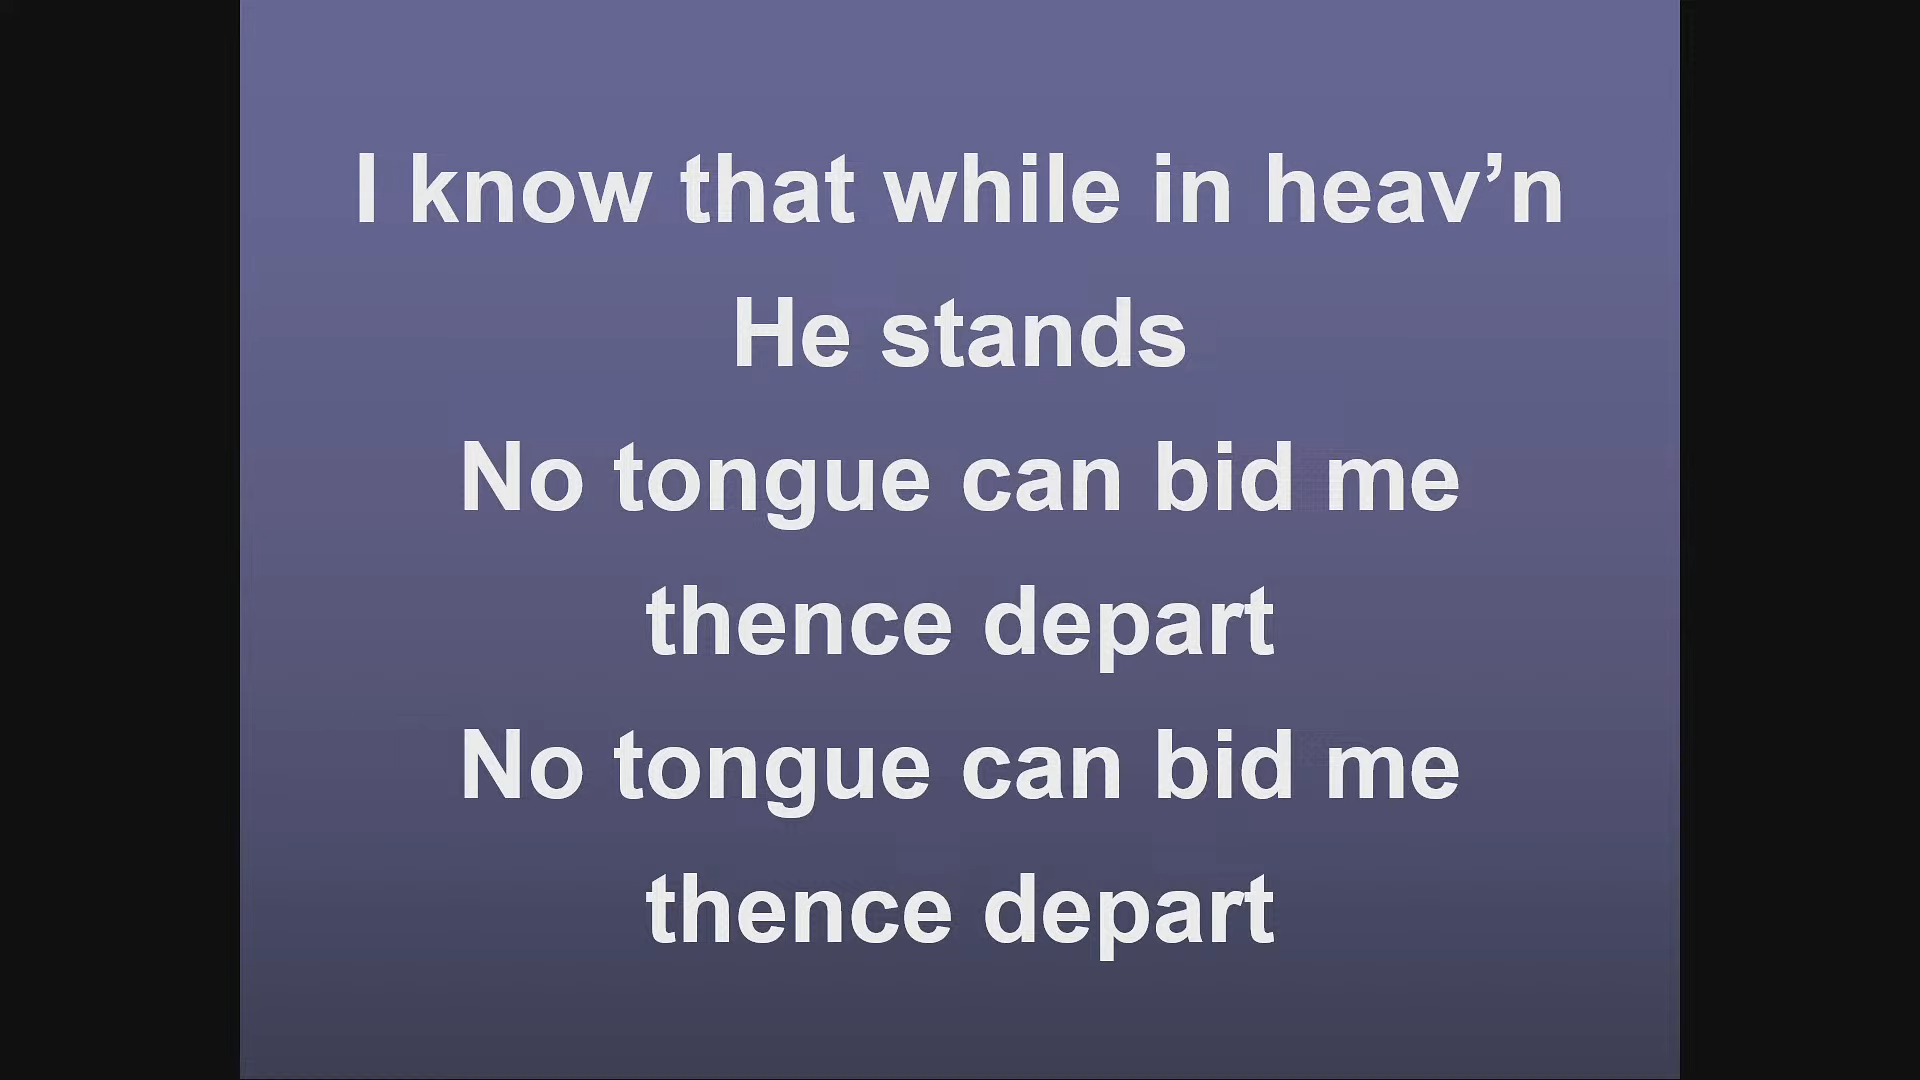 I know that while in heav’n
He stands
No tongue can bid me
thence depart
No tongue can bid me
thence depart